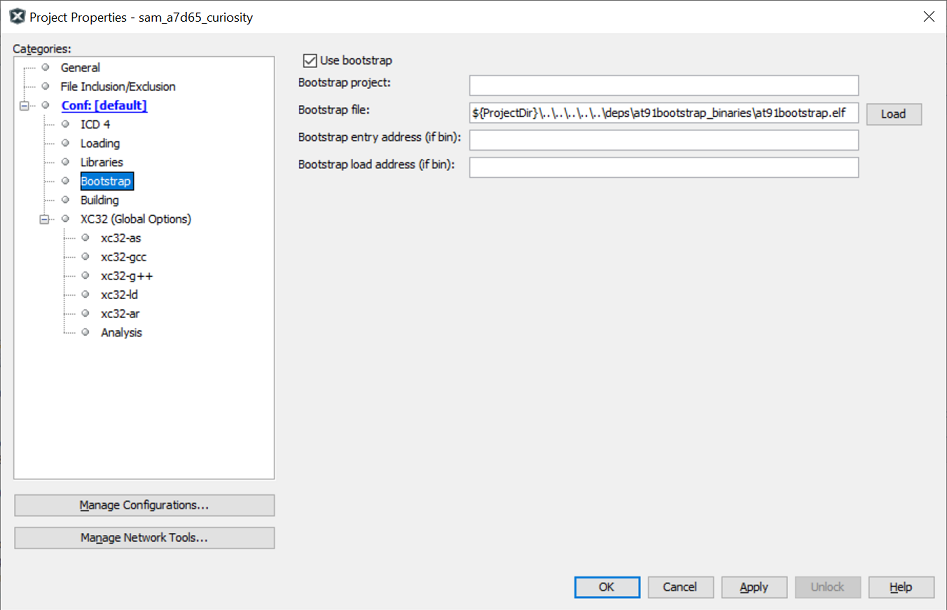 Project Properties - sam_a7d65_curiosity
Categories:
General
File Inclusion/Exclusion
Conf: [default]
ICD 4
Loading
Libraries
Bootstrap
Building
XC32 (Global Options)
xc32-as
xc32-gcc
xc32-g++
xc32-ld
xc32-ar
Analysis
Manage Configurations...
Manage Network Tools...
Use bootstrap
Bootstrap project:
Bootstrap file: ${ProjectDir}\..\..\..\..\..\deps\at91bootstrap_binaries\at91bootstrap.elf Load
Bootstrap entry address (if bin):
Bootstrap load address (if bin):
OK Cancel Apply Unlock Help